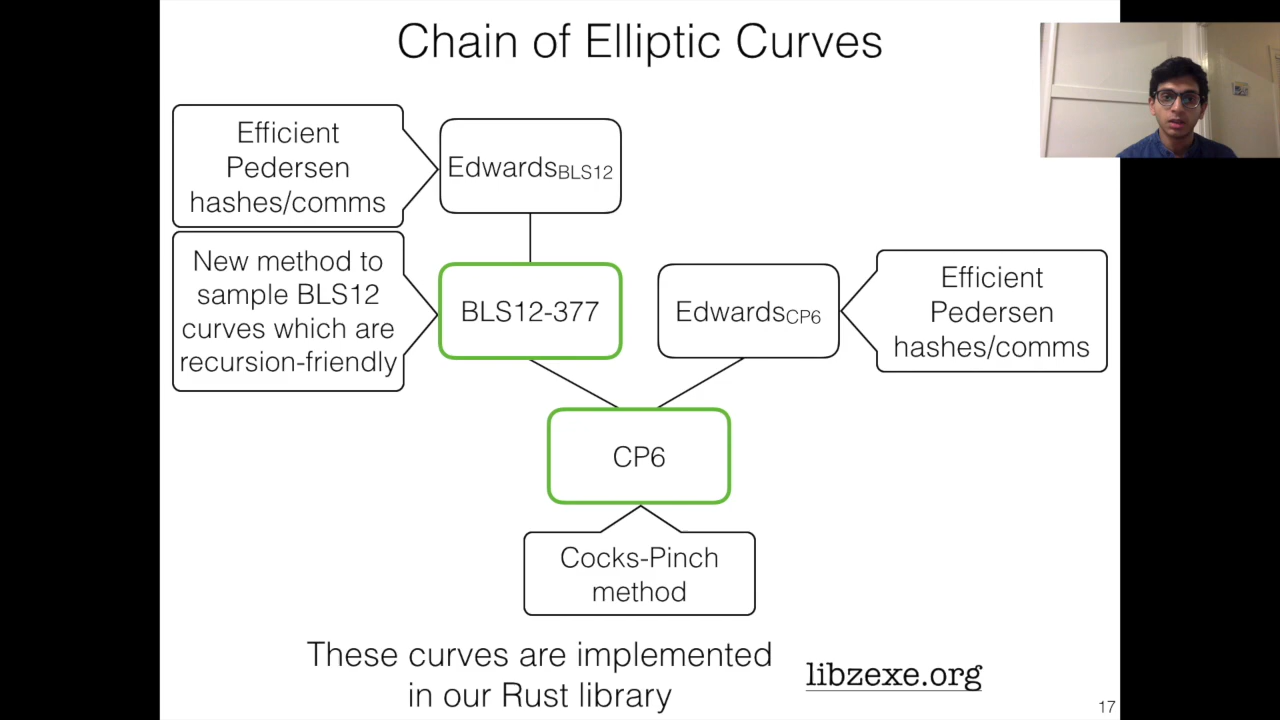 Chain of Elliptic Curves
Efficient
Pedersen
hashes/comms
EdwardsBLS12
New method to
sample BLS12
curves which are
recursion-friendly
BLS12-377
EdwardsCP6
Efficient
Pedersen
hashes/comms
CP6
Cocks-Pinch
method
These curves are implemented
in our Rust library
libzexe.org
17